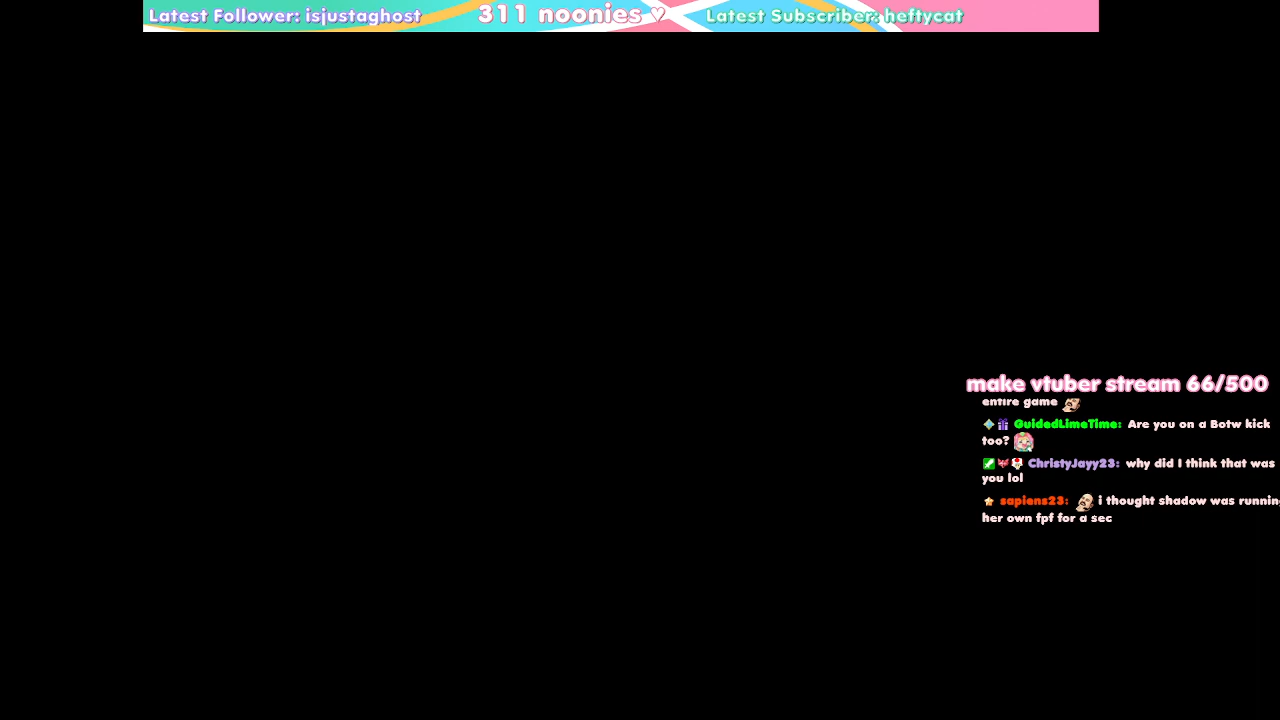 Latest Follower: isjustaghost 311 noonies ♥ Latest Subscriber: heftycat
make vtuber stream 66/500
entire game
GuidedLimeTime: Are you on a Botw kick
too?
ChristyJayy23: why did I think that was
you lol
sapiens23: i thought shadow was runnin
her own fpf for a sec